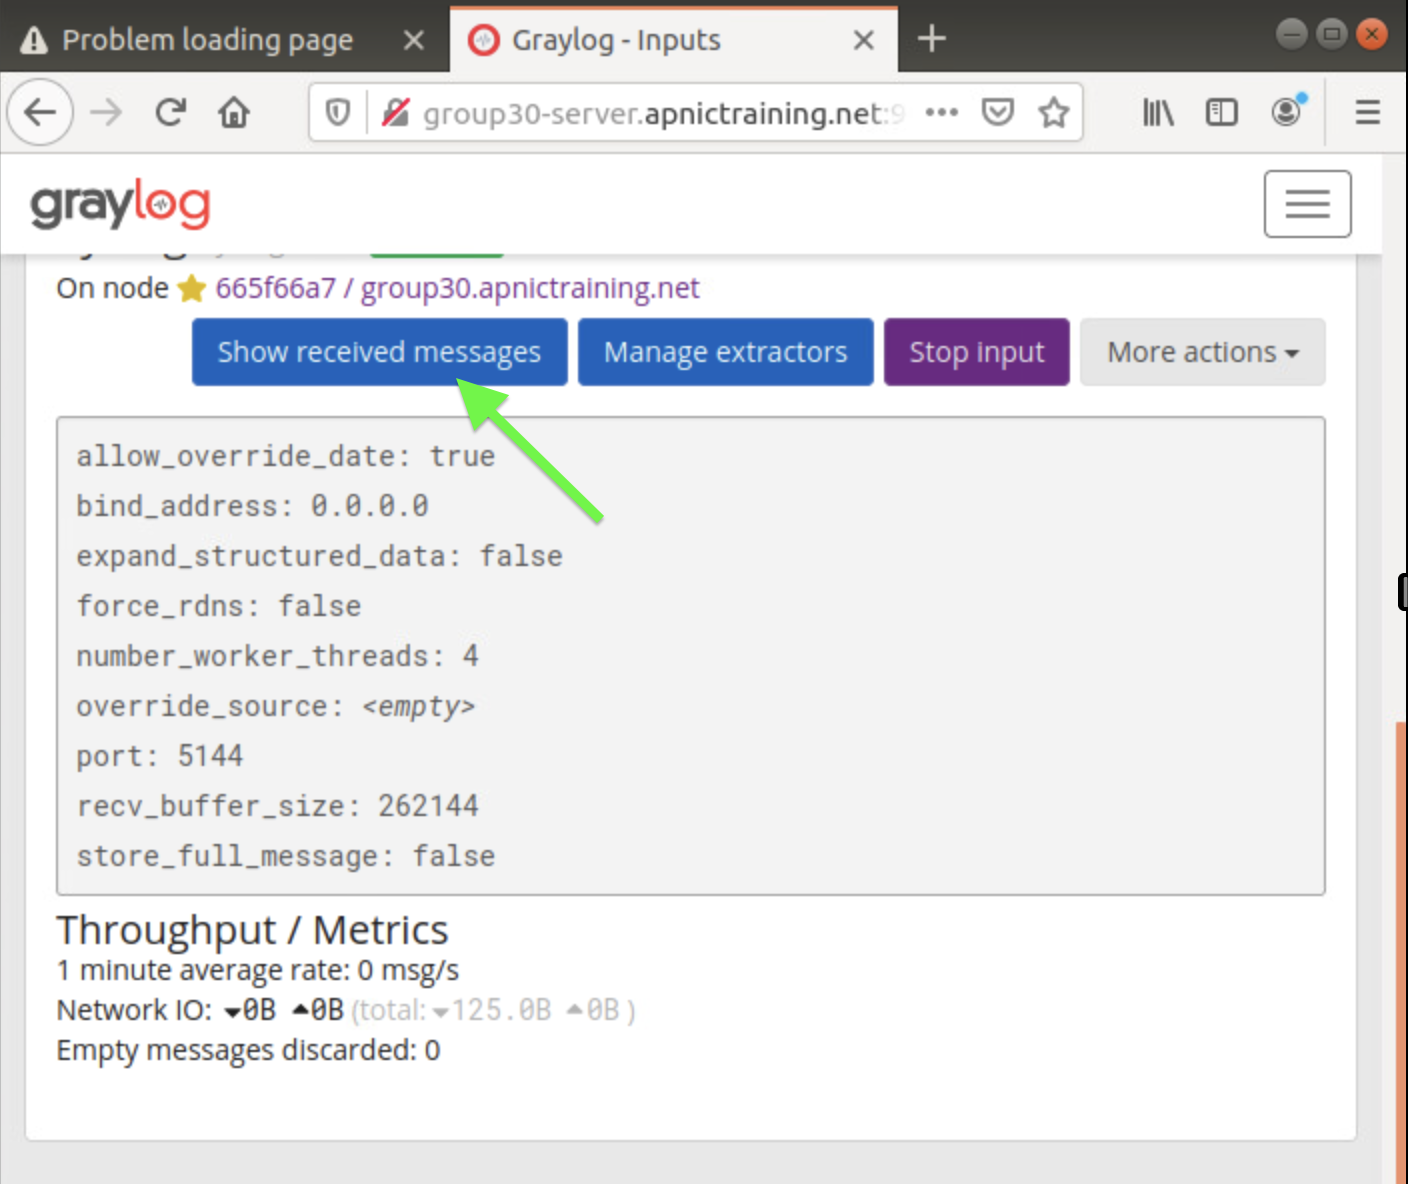 Problem loading page
Graylog - Inputs
group30-server.apnictraining.net:9
graylog
On node 665f66a7 / group30.apnictraining.net
Show received messages
Manage extractors
Stop input
More actions
allow_override_date: true
bind_address: 0.0.0.0
expand_structured_data: false
force_rdns: false
number_worker_threads: 4
override_source: <empty>
port: 5144
recv_buffer_size: 262144
store_full_message: false
Throughput / Metrics
1 minute average rate: 0 msg/s
Network IO: ▾0B ▴0B (total: ▾125.0B ▴0B )
Empty messages discarded: 0